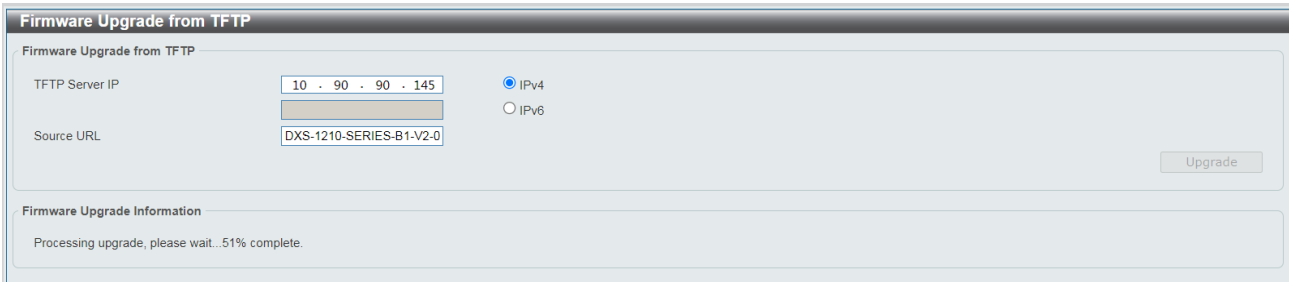 Firmware Upgrade from TFTP
Firmware Upgrade from TFTP
TFTP Server IP 10 . 90 . 90 . 145 IPv4
IPv6
Source URL DXS-1210-SERIES-B1-V2-0
Upgrade
Firmware Upgrade Information
Processing upgrade, please wait...51% complete.